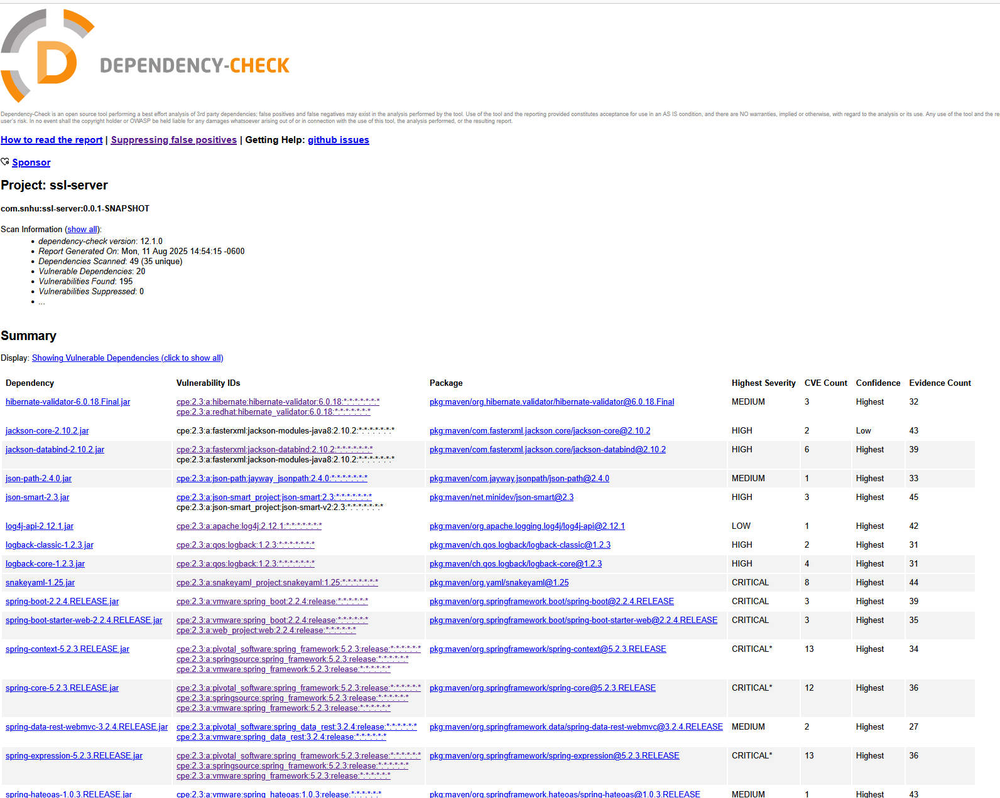 DEPENDENCY-CHECK
Dependency-Check is an open source tool performing a best effort analysis of 3rd party dependencies; false positives and false negatives may exist in the analysis performed by the tool. Use of the tool and the reporting provided constitutes acceptance for use in an AS IS condition, and there are NO warranties, implied or otherwise, with regard to the analysis or its use. Any use of the tool and the re
user's risk. In no event shall the copyright holder or OWASP be held liable for any damages whatsoever arising out of or in connection with the use of this tool, the analysis performed, or the resulting report.
How to read the report | Suppressing false positives | Getting Help: github issues
Sponsor
Project: ssl-server
com.snhu:ssl-server:0.0.1-SNAPSHOT
Scan Information (show all):
• dependency-check version: 12.1.0
• Report Generated On: Mon, 11 Aug 2025 14:54:15 -0600
• Dependencies Scanned: 49 (35 unique)
• Vulnerable Dependencies: 20
• Vulnerabilities Found: 195
• Vulnerabilities Suppressed: 0
• ...
Summary
Display: Showing Vulnerable Dependencies (click to show all)
Dependency Vulnerability IDs Package Highest Severity CVE Count Confidence Evidence Count
hibernate-validator-6.0.18.Final.jar cpe:2.3:a:hibernate:hibernate-validator:6.0.18:*:*:*:*:*:*:* pkg:maven/org.hibernate.validator/hibernate-validator@6.0.18.Final MEDIUM 3 Highest 32
cpe:2.3:a:redhat:hibernate_validator:6.0.18:*:*:*:*:*:*:*
jackson-core-2.10.2.jar cpe:2.3:a:fasterxml:jackson-modules-java8:2.10.2:*:*:*:*:*:*:* pkg:maven/com.fasterxml.jackson.core/jackson-core@2.10.2 HIGH 2 Low 43
jackson-databind-2.10.2.jar cpe:2.3:a:fasterxml:jackson-databind:2.10.2:*:*:*:*:*:*:* pkg:maven/com.fasterxml.jackson.core/jackson-databind@2.10.2 HIGH 6 Highest 39
cpe:2.3:a:fasterxml:jackson-modules-java8:2.10.2:*:*:*:*:*:*:*
json-path-2.4.0.jar cpe:2.3:a:json-path:jayway_jsonpath:2.4.0:*:*:*:*:*:*:* pkg:maven/com.jayway.jsonpath/json-path@2.4.0 MEDIUM 1 Highest 33
json-smart-2.3.jar cpe:2.3:a:json-smart_project:json-smart:2.3:*:*:*:*:*:*:* pkg:maven/net.minidev/json-smart@2.3 HIGH 3 Highest 45
cpe:2.3:a:json-smart_project:json-smart-v2:2.3:*:*:*:*:*:*:*
log4j-api-2.12.1.jar cpe:2.3:a:apache:log4j:2.12.1:*:*:*:*:*:*:* pkg:maven/org.apache.logging.log4j/log4j-api@2.12.1 LOW 1 Highest 42
logback-classic-1.2.3.jar cpe:2.3:a:qos:logback:1.2.3:*:*:*:*:*:*:* pkg:maven/ch.qos.logback/logback-classic@1.2.3 HIGH 2 Highest 31
logback-core-1.2.3.jar cpe:2.3:a:qos:logback:1.2.3:*:*:*:*:*:*:* pkg:maven/ch.qos.logback/logback-core@1.2.3 HIGH 4 Highest 31
snakeyaml-1.25.jar cpe:2.3:a:snakeyaml_project:snakeyaml:1.25:*:*:*:*:*:*:* pkg:maven/org.yaml/snakeyaml@1.25 CRITICAL 8 Highest 44
spring-boot-2.2.4.RELEASE.jar cpe:2.3:a:vmware:spring_boot:2.2.4:release:*:*:*:*:*:* pkg:maven/org.springframework.boot/spring-boot@2.2.4.RELEASE CRITICAL 3 Highest 39
spring-boot-starter-web-2.2.4.RELEASE.jar cpe:2.3:a:vmware:spring_boot:2.2.4:release:*:*:*:*:*:* pkg:maven/org.springframework.boot/spring-boot-starter-web@2.2.4.RELEASE CRITICAL 3 Highest 35
cpe:2.3:a:web_project:web:2.2.4:release:*:*:*:*:*:*
spring-context-5.2.3.RELEASE.jar cpe:2.3:a:pivotal_software:spring_framework:5.2.3:release:*:*:*:*:*:* pkg:maven/org.springframework/spring-context@5.2.3.RELEASE CRITICAL* 13 Highest 34
cpe:2.3:a:springsource:spring_framework:5.2.3:release:*:*:*:*:*:*
cpe:2.3:a:vmware:spring_framework:5.2.3:release:*:*:*:*:*:*
spring-core-5.2.3.RELEASE.jar cpe:2.3:a:pivotal_software:spring_framework:5.2.3:release:*:*:*:*:*:* pkg:maven/org.springframework/spring-core@5.2.3.RELEASE CRITICAL* 12 Highest 36
cpe:2.3:a:springsource:spring_framework:5.2.3:release:*:*:*:*:*:*
cpe:2.3:a:vmware:spring_framework:5.2.3:release:*:*:*:*:*:*
spring-data-rest-webmvc-3.2.4.RELEASE.jar cpe:2.3:a:pivotal_software:spring_data_rest:3.2.4:release:*:*:*:*:*:* pkg:maven/org.springframework.data/spring-data-rest-webmvc@3.2.4.RELEASE MEDIUM 2 Highest 27
cpe:2.3:a:vmware:spring_data_rest:3.2.4:release:*:*:*:*:*:*
spring-expression-5.2.3.RELEASE.jar cpe:2.3:a:pivotal_software:spring_framework:5.2.3:release:*:*:*:*:*:* pkg:maven/org.springframework/spring-expression@5.2.3.RELEASE CRITICAL* 13 Highest 36
cpe:2.3:a:springsource:spring_framework:5.2.3:release:*:*:*:*:*:*
cpe:2.3:a:vmware:spring_framework:5.2.3:release:*:*:*:*:*:*
spring-hateoas-1.0.3.RELEASE.jar cpe:2.3:a:vmware:spring_hateoas:1.0.3:release:*:*:*:*:*:* pkg:maven/org.springframework.hateoas/spring-hateoas@1.0.3.RELEASE MEDIUM 1 Highest 43